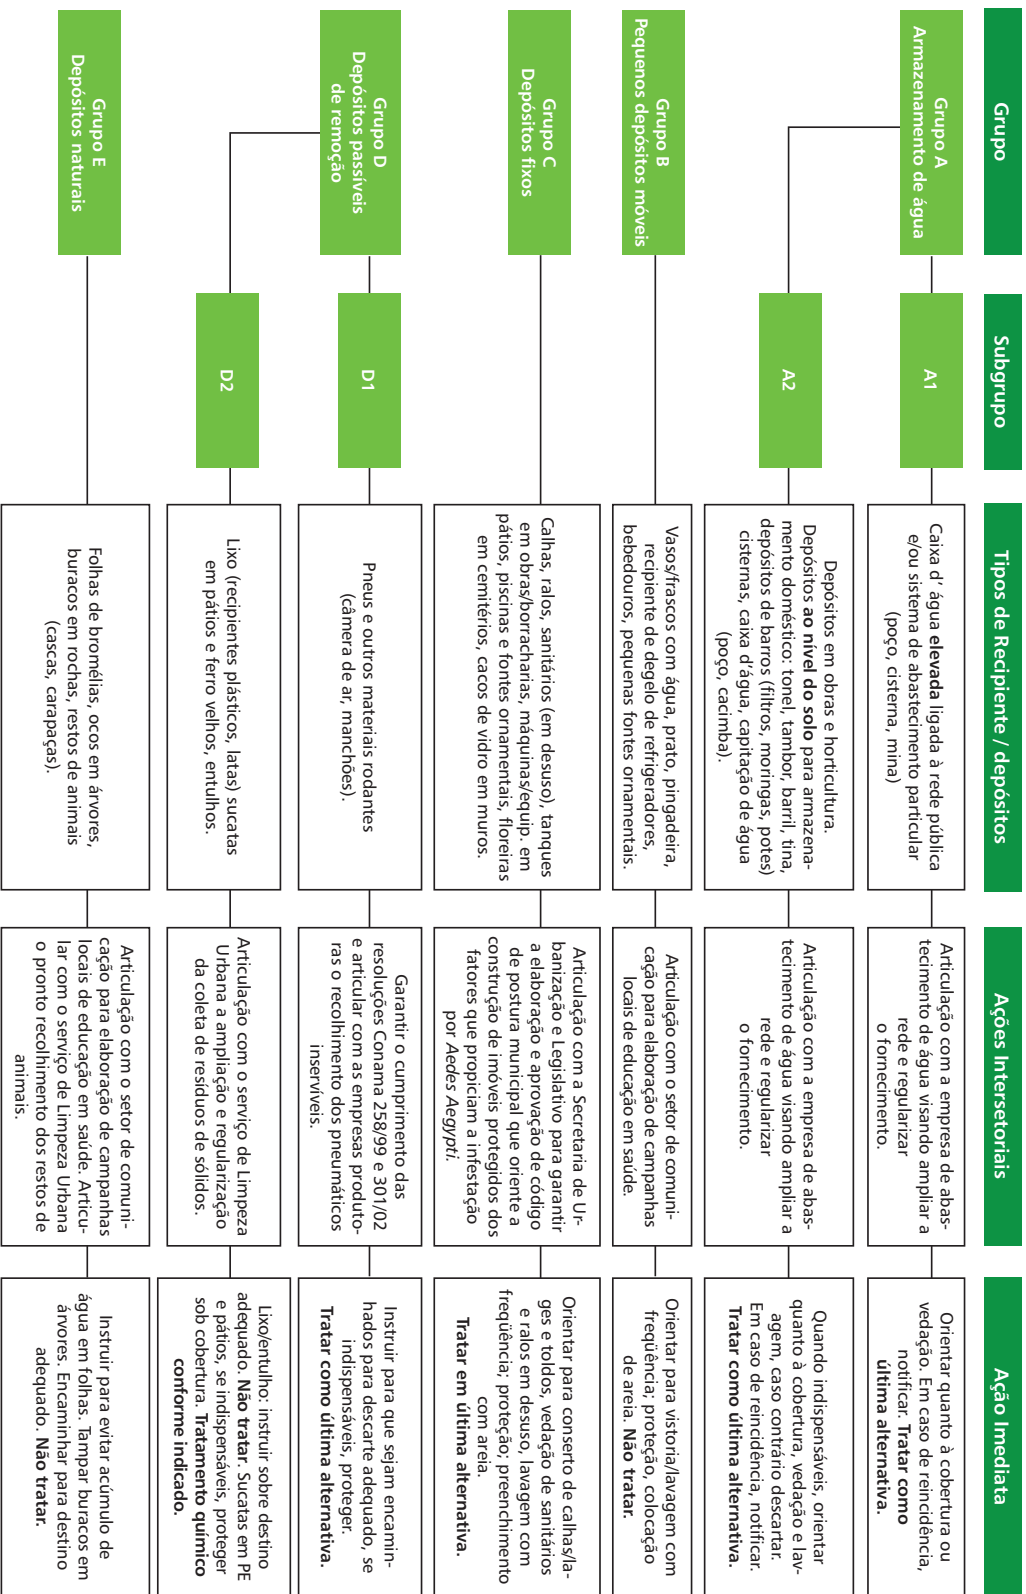 Grupo
Subgrupo
Tipos de Recipiente / depósitos
Ações Intersetoriais
Ação Imediata
Grupo A
Armazenamento de água
A1
Caixa d’ água elevada ligada à rede pública
e/ou sistema de abastecimento particular
(poço, cisterna, mina)
Articulação com a empresa de abas-
tecimento de água visando ampliar a
rede e regularizar
o fornecimento.
Orientar quanto à cobertura ou
vedação. Em caso de reincidência,
notificar. Tratar como
última alternativa.
A2
Depósitos em obras e horticultura.
Depósitos ao nível do solo para armazena-
mento doméstico: tonel, tambor, barril, tina,
depósitos de barros (filtros, moringas, potes)
cisternas, caixa d’água, capitação de água
(poço, cacimba).
Articulação com a empresa de abas-
tecimento de água visando ampliar a
rede e regularizar
o fornecimento.
Quando indispensáveis, orientar
quanto à cobertura, vedação e lav-
agem, caso contrário descartar.
Em caso de reincidência, notificar.
Tratar como última alternativa.
Grupo B
Pequenos depósitos móveis
Vasos/frascos com água, prato, pingadeira,
recipiente de degelo de refrigeradores,
bebedouros, pequenas fontes ornamentais.
Articulação com o setor de comuni-
cação para elaboração de campanhas
locais de educação em saúde.
Orientar para vistoria/lavagem com
freqüência; proteção, colocação
de areia. Não tratar.
Grupo C
Depósitos fixos
Calhas, ralos, sanitários (em desuso), tanques
em obras/borracharias, máquinas/equip. em
pátios, piscinas e fontes ornamentais, floreiras
em cemitérios, cacos de vidro em muros.
Articulação com a Secretaria de Ur-
banização e Legislativo para garantir
a elaboração e aprovação de código
de postura municipal que oriente a
construção de imóveis protegidos dos
fatores que propiciam a infestação
por Aedes Aegypti.
Orientar para conserto de calhas/la-
ges e toldos, vedação de sanitários
e ralos em desuso, lavagem com
freqüência; proteção; preenchimento
com areia.
Tratar em última alternativa.
Grupo D
Depósitos passíveis
de remoção
D1
Pneus e outros materiais rodantes
(câmera de ar, manchões).
Garantir o cumprimento das
resoluções Conama 258/99 e 301/02
e articular com as empresas produto-
ras o recolhimento dos pneumáticos
inservíveis.
Instruir para que sejam encamin-
hados para descarte adequado, se
indispensáveis, proteger.
Tratar como última alternativa.
D2
Lixo (recipientes plásticos, latas) sucatas
em pátios e ferro velhos, entulhos.
Articulação com o serviço de Limpeza
Urbana a ampliação e regularização
da coleta de resíduos de sólidos.
Lixo/entulho: instruir sobre destino
adequado. Não tratar. Sucatas em PE
e pátios, se indispensáveis, proteger
sob cobertura. Tratamento químico
conforme indicado.
Grupo E
Depósitos naturais
Folhas de bromélias, ocos em árvores,
buracos em rochas, restos de animais
(cascas, carapaças).
Articulação com o setor de comuni-
cação para elaboração de campanhas
locais de educação em saúde. Articu-
lar com o serviço de Limpeza Urbana
o pronto recolhimento dos restos de
animais.
Instruir para evitar acúmulo de
água em folhas. Tampar buracos em
árvores. Encaminhar para destino
adequado. Não tratar.